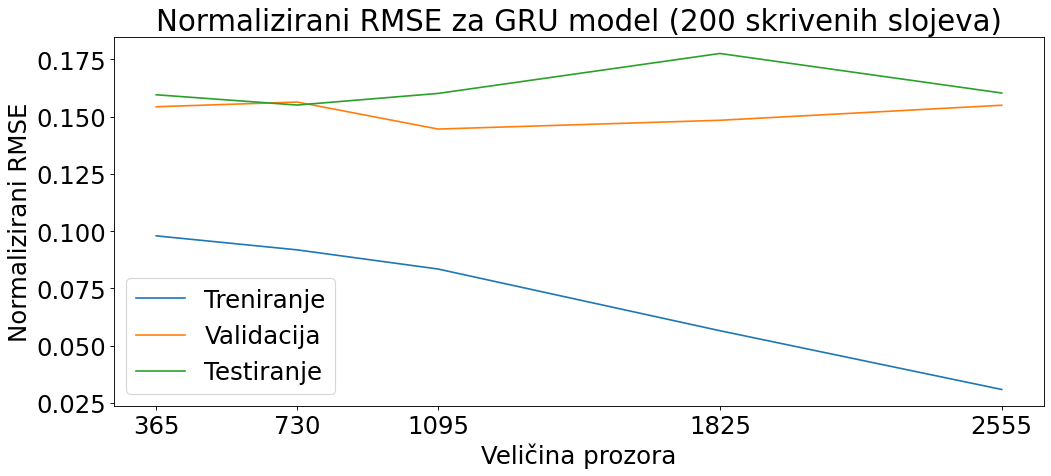 Normalizirani RMSE za GRU model (200 skrivenih slojeva)
Normalizirani RMSE
0.175
0.150
0.125
0.100
0.075
0.050
0.025
Treniranje
Validacija
Testiranje
365 730 1095 1825 2555
Veličina prozora